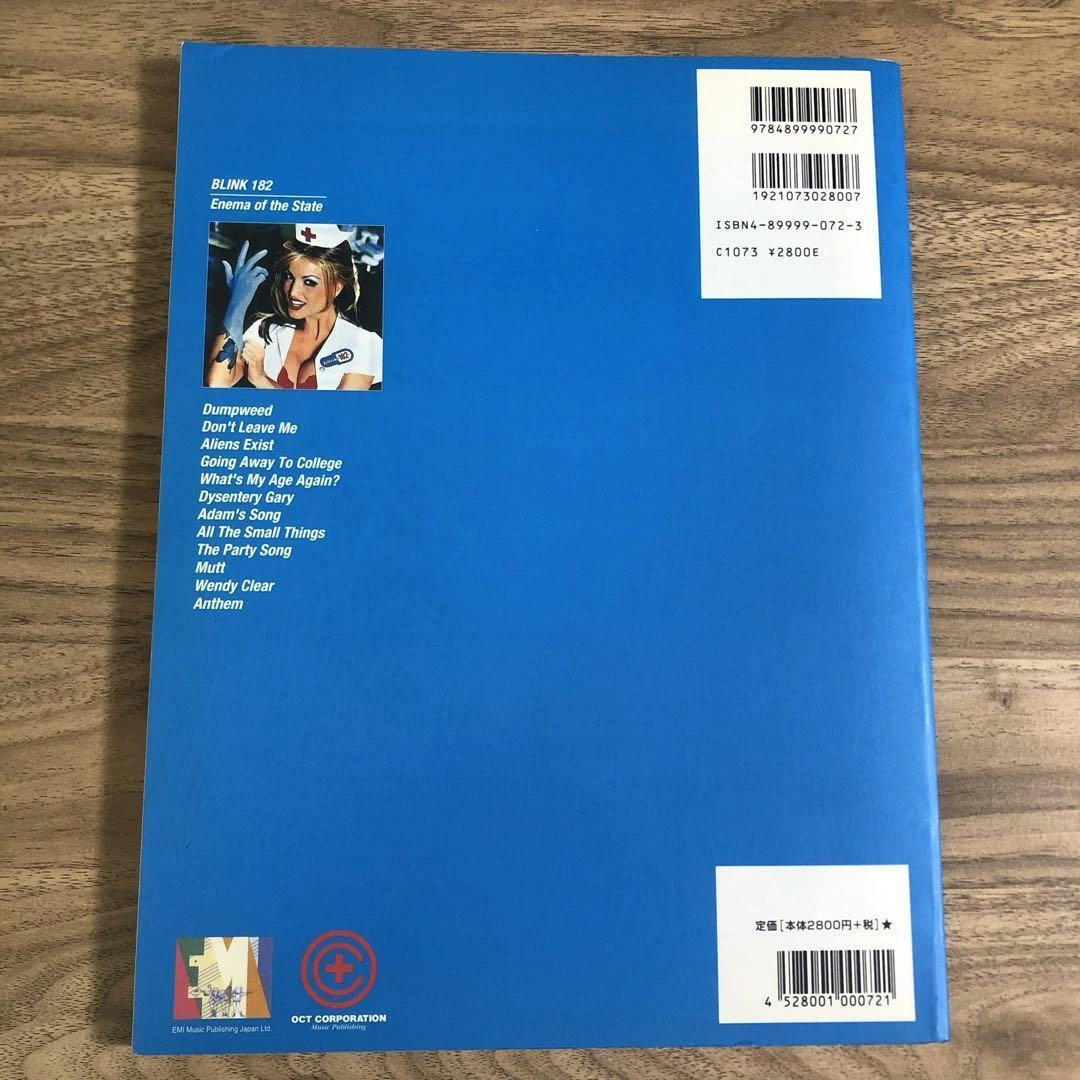 BLINK 182
Enema of the State
blink 182
Dumpweed
Don't Leave Me
Aliens Exist
Going Away To College
What's My Age Again?
Dysentery Gary
Adam's Song
All The Small Things
The Party Song
Mutt
Wendy Clear
Anthem
9784899990727
1921073028007
ISBN4-89999-072-3
C1073 ¥2800E
定価[本体2800円+税]★
4 528001 000721
EMI
EMI Music Publishing Japan Ltd.
OCT CORPORATION
Music Publishing